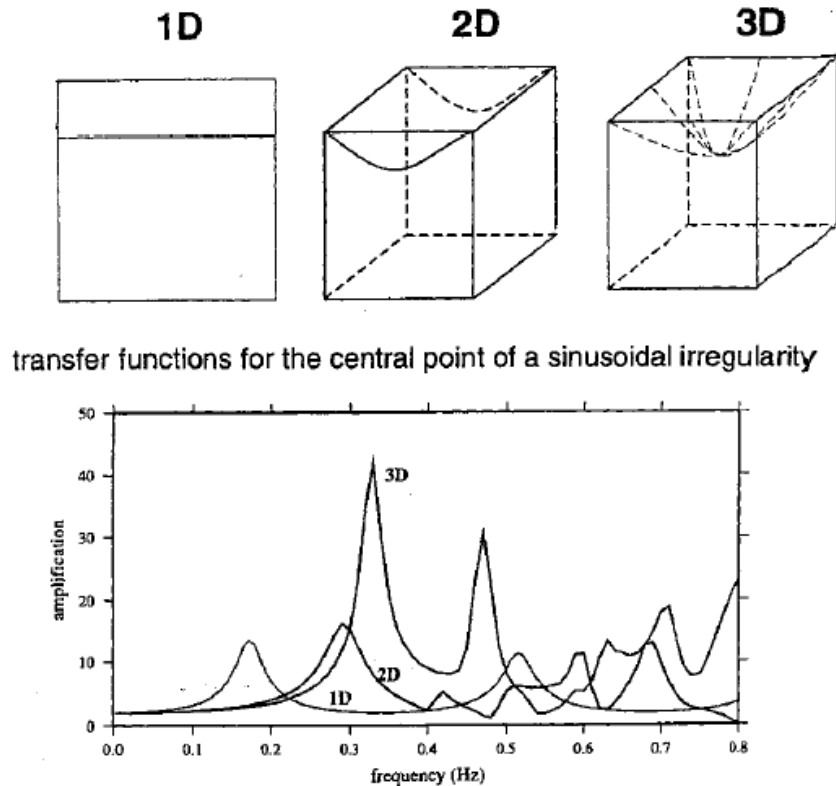 1D 2D 3D
transfer functions for the central point of a sinusoidal irregularity
50
40
30
20
10
0
amplification
3D
2D
1D
0.0 0.1 0.2 0.3 0.4 0.5 0.6 0.7 0.8
frequency (Hz)